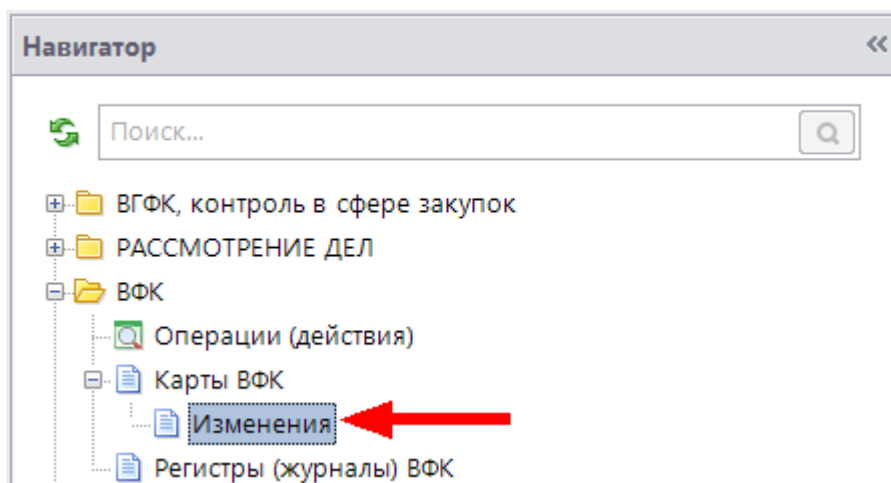 Навигатор
Поиск...
ВГФК, контроль в сфере закупок
РАССМОТРЕНИЕ ДЕЛ
ВФК
Операции (действия)
Карты ВФК
Изменения
Регистры (журналы) ВФК